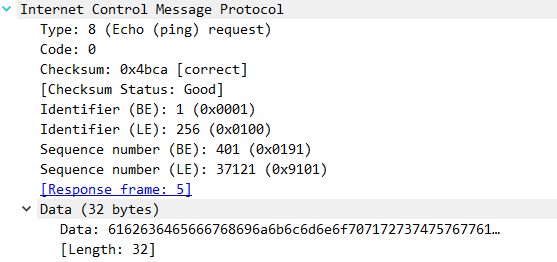 Internet Control Message Protocol
Type: 8 (Echo (ping) request)
Code: 0
Checksum: 0x4bca [correct]
[Checksum Status: Good]
Identifier (BE): 1 (0x0001)
Identifier (LE): 256 (0x0100)
Sequence number (BE): 401 (0x0191)
Sequence number (LE): 37121 (0x9101)
[Response frame: 5]
Data (32 bytes)
Data: 6162636465666768696a6b6c6d6e6f707172737475767761…
[Length: 32]